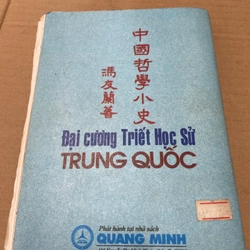 中國哲學小史
馮友蘭著
Đại cương Triết Học Sử
TRUNG QUỐC
Phát hành tại nhà sách
QUANG MINH